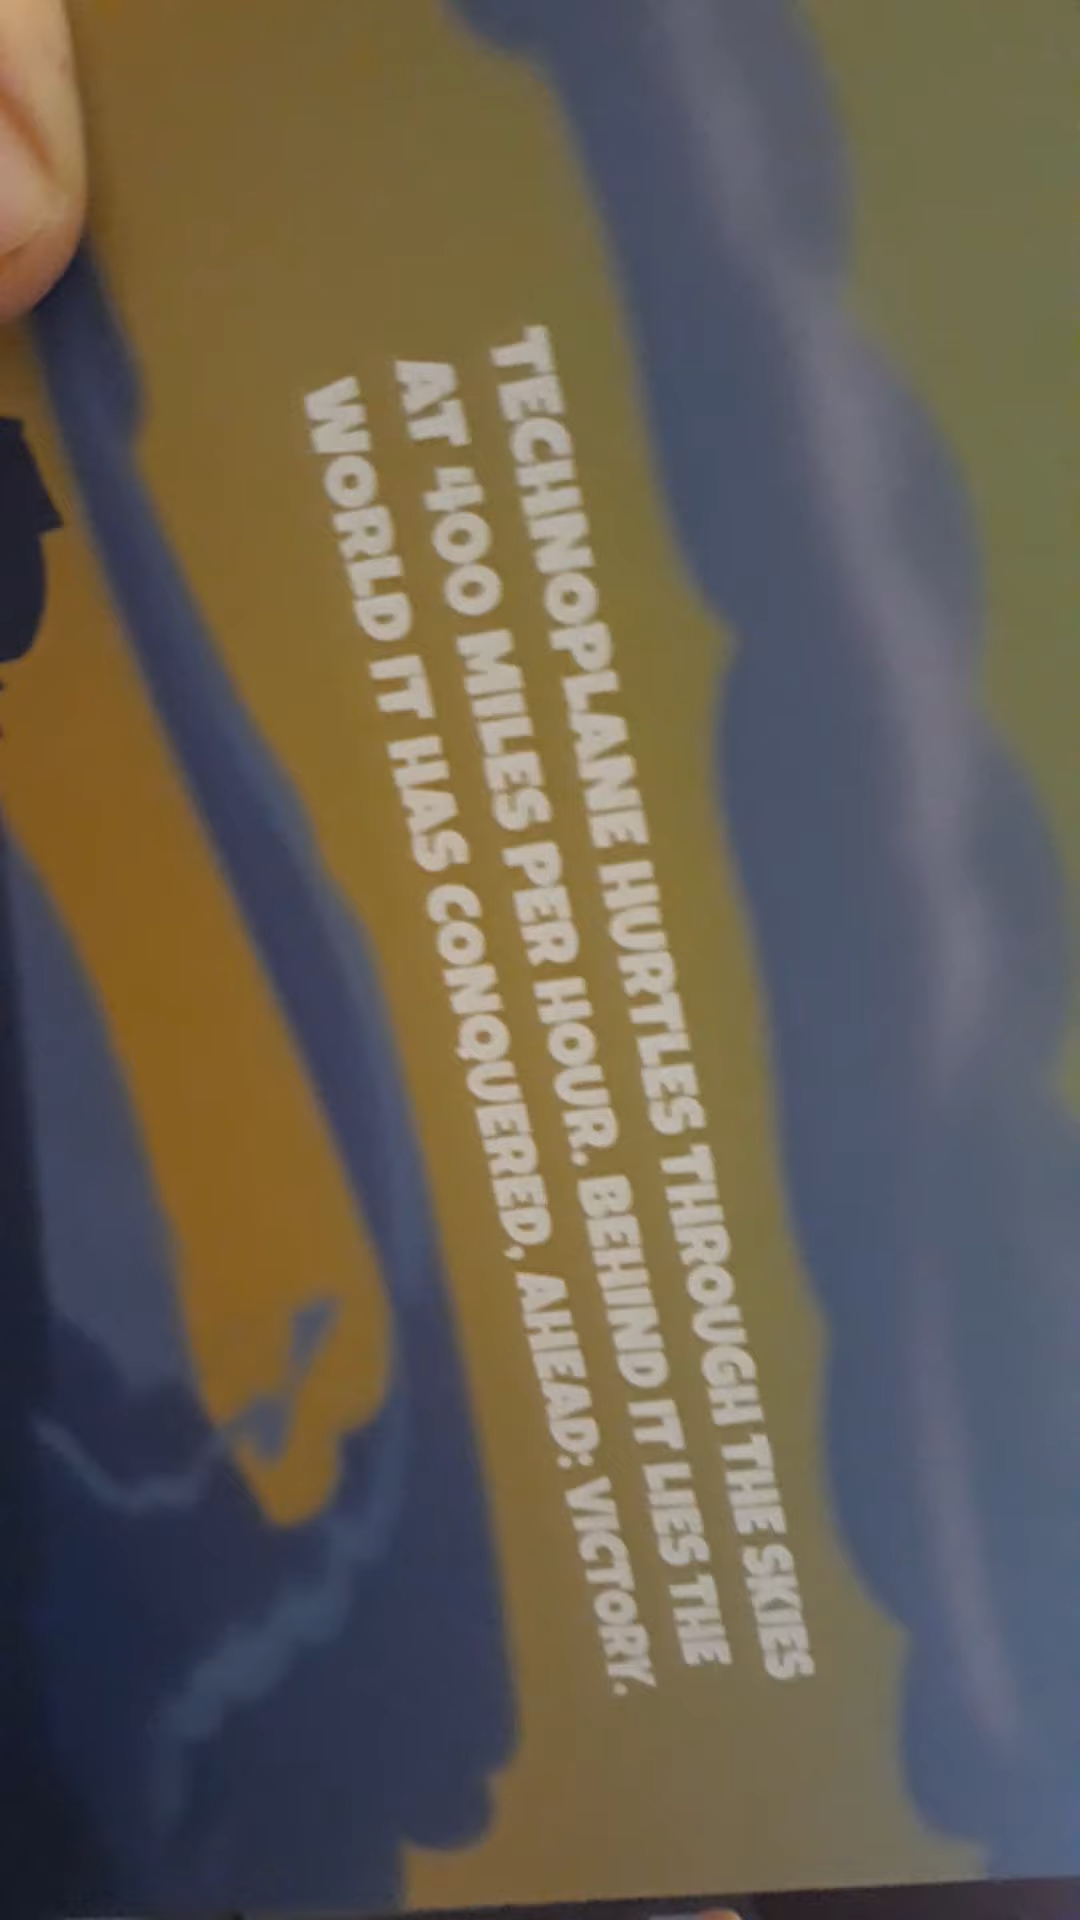 TECHNOPLANE HURTLES THROUGH THE SKIES
AT 400 MILES PER HOUR. BEHIND IT LIES THE
WORLD IT HAS CONQUERED, AHEAD: VICTORY.